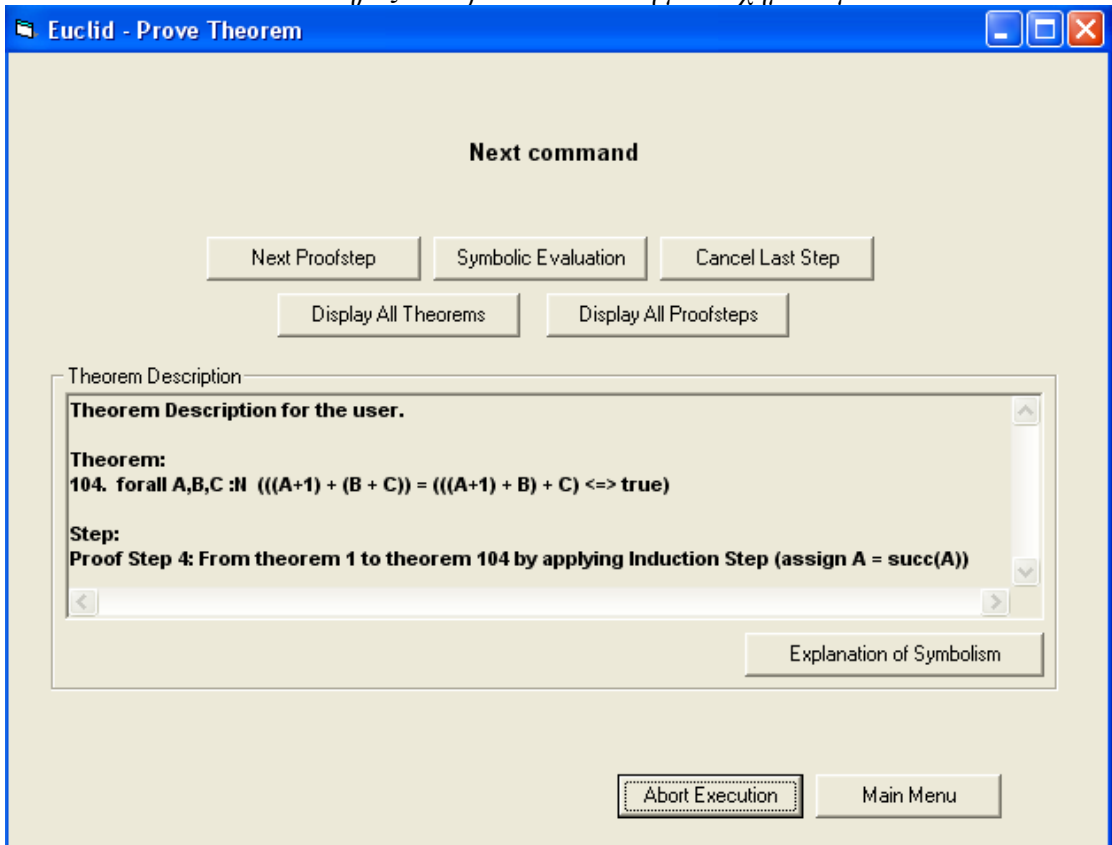 Euclid - Prove Theorem
Next command
Next Proofstep Symbolic Evaluation Cancel Last Step
Display All Theorems Display All Proofsteps
Theorem Description
Theorem Description for the user.
Theorem:
104. forall A,B,C :N (((A+1) + (B + C)) = (((A+1) + B) + C) <=> true)
Step:
Proof Step 4: From theorem 1 to theorem 104 by applying Induction Step (assign A = succ(A))
Explanation of Symbolism
Abort Execution Main Menu